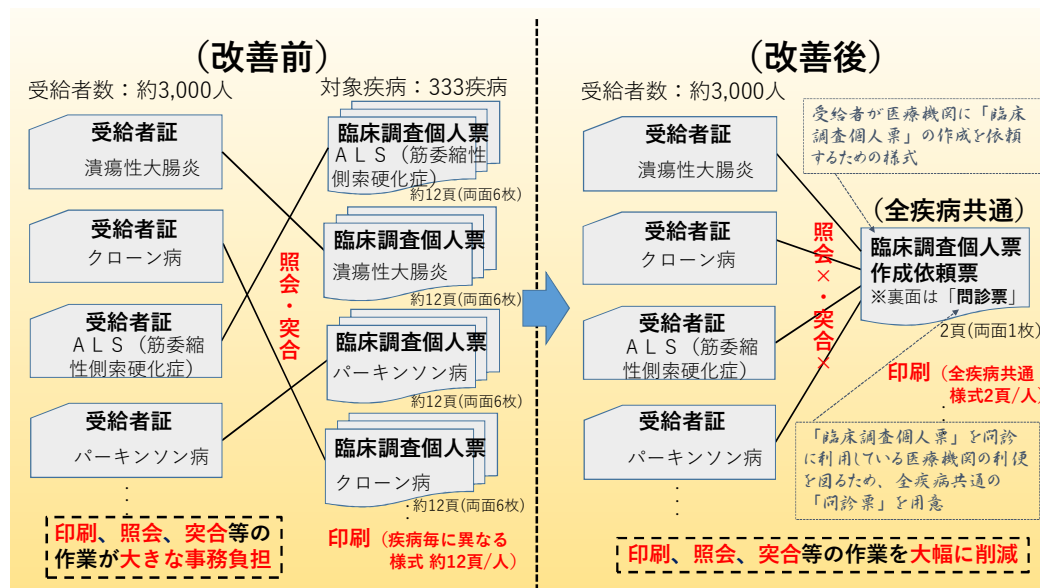 (改善前)
受給者数：約3,000人
対象疾病：333疾病
受給者証
潰瘍性大腸炎
受給者証
クローン病
受給者証
ＡＬＳ（筋萎縮
性側索硬化症）
受給者証
パーキンソン病
：
照会・突合
臨床調査個人票
ＡＬＳ（筋萎縮性
側索硬化症）
約12頁(両面6枚)
臨床調査個人票
潰瘍性大腸炎
約12頁(両面6枚)
臨床調査個人票
パーキンソン病
約12頁(両面6枚)
臨床調査個人票
クローン病
約12頁(両面6枚)
：
印刷、照会、突合等の
作業が大きな事務負担
印刷（疾病毎に異なる
様式 約12頁/人）
(改善後)
受給者数：約3,000人
受給者が医療機関に「臨床
調査個人票」の作成を依頼
するための様式
受給者証
潰瘍性大腸炎
受給者証
クローン病
受給者証
ＡＬＳ（筋萎縮
性側索硬化症）
受給者証
パーキンソン病
：
照会×・突合×
(全疾病共通)
臨床調査個人票
作成依頼票
※裏面は「問診票」
2頁(両面1枚)
印刷（全疾病共通
様式2頁/人）
「臨床調査個人票」を問診
に利用している医療機関の利便
を図るため、全疾病共通の
「問診票」を用意
印刷、照会、突合等の作業を大幅に削減